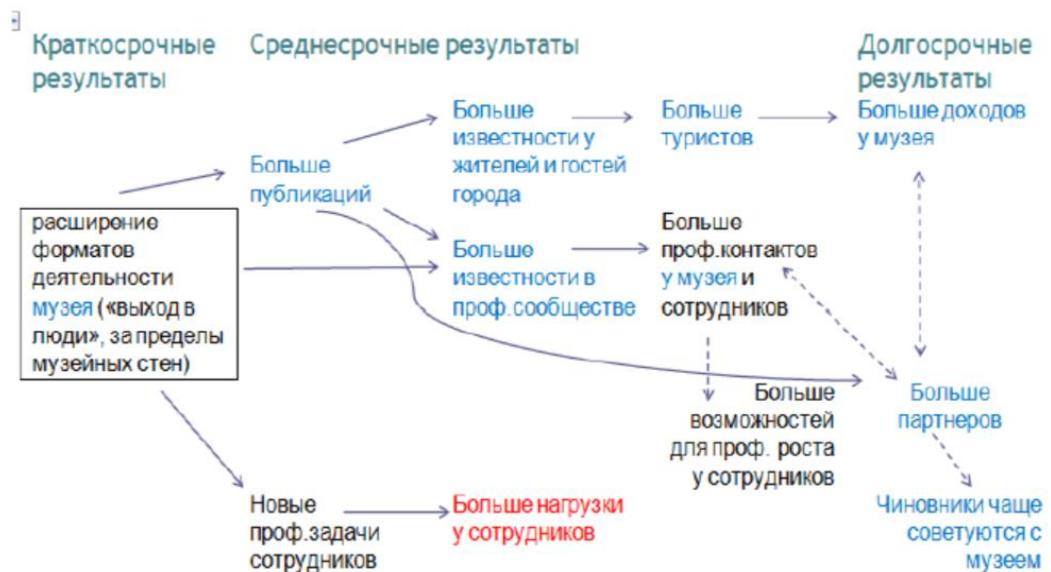 Краткосрочные
результаты
Среднесрочные результаты
Долгосрочные
результаты
Больше
публикаций
Больше
известности у
жителей и гостей
города
Больше
туристов
Больше доходов
у музея
расширение
форматов
деятельности
музея («выход в
люди», за пределы
музейных стен)
Больше
известности в
проф.сообществе
Больше
проф.контактов
у музея и
сотрудников
Больше
возможностей
для проф. роста
у сотрудников
Больше
партнеров
Новые
проф.задачи
сотрудников
Больше нагрузки
у сотрудников
Чиновники чаще
советуются с
музеем